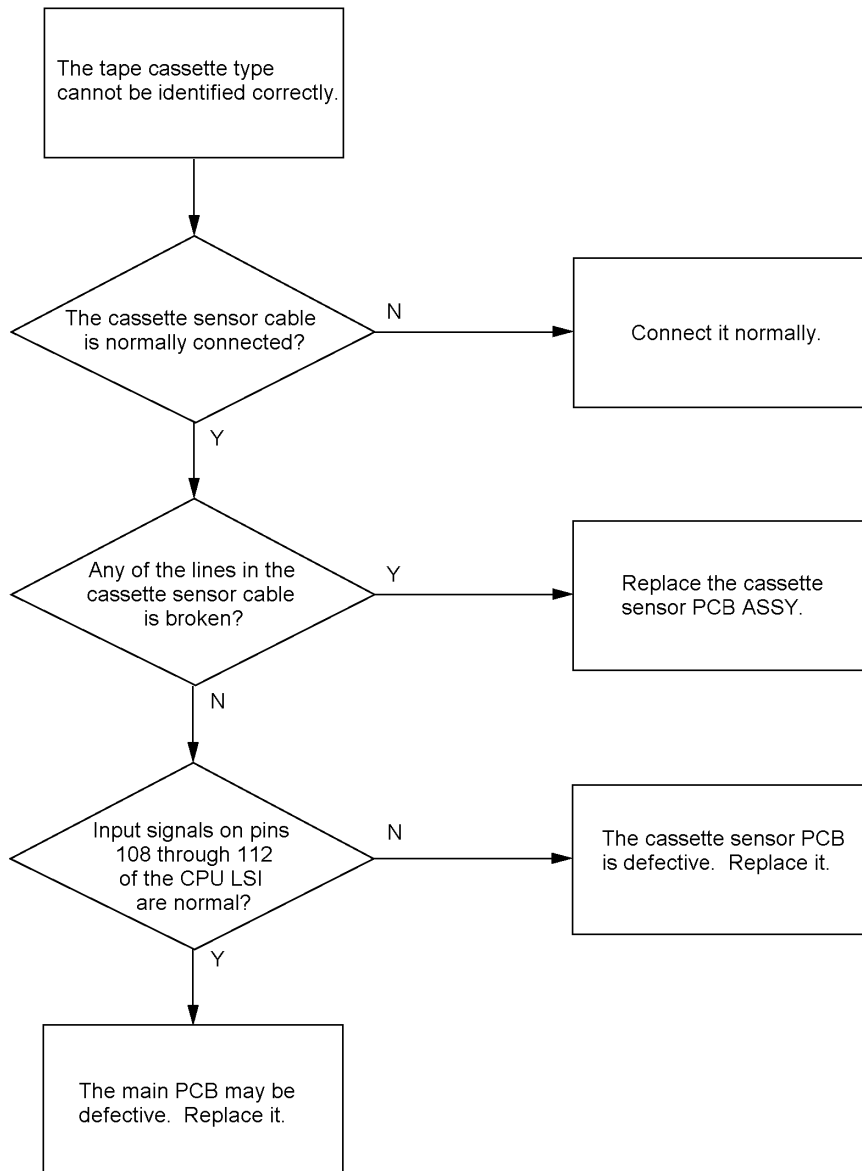 The tape cassette type
cannot be identified correctly.
The cassette sensor cable
is normally connected?
N
Connect it normally.
Y
Any of the lines in the
cassette sensor cable
is broken?
Y
Replace the cassette
sensor PCB ASSY.
N
Input signals on pins
108 through 112
of the CPU LSI
are normal?
N
The cassette sensor PCB
is defective.  Replace it.
Y
The main PCB may be
defective.  Replace it.